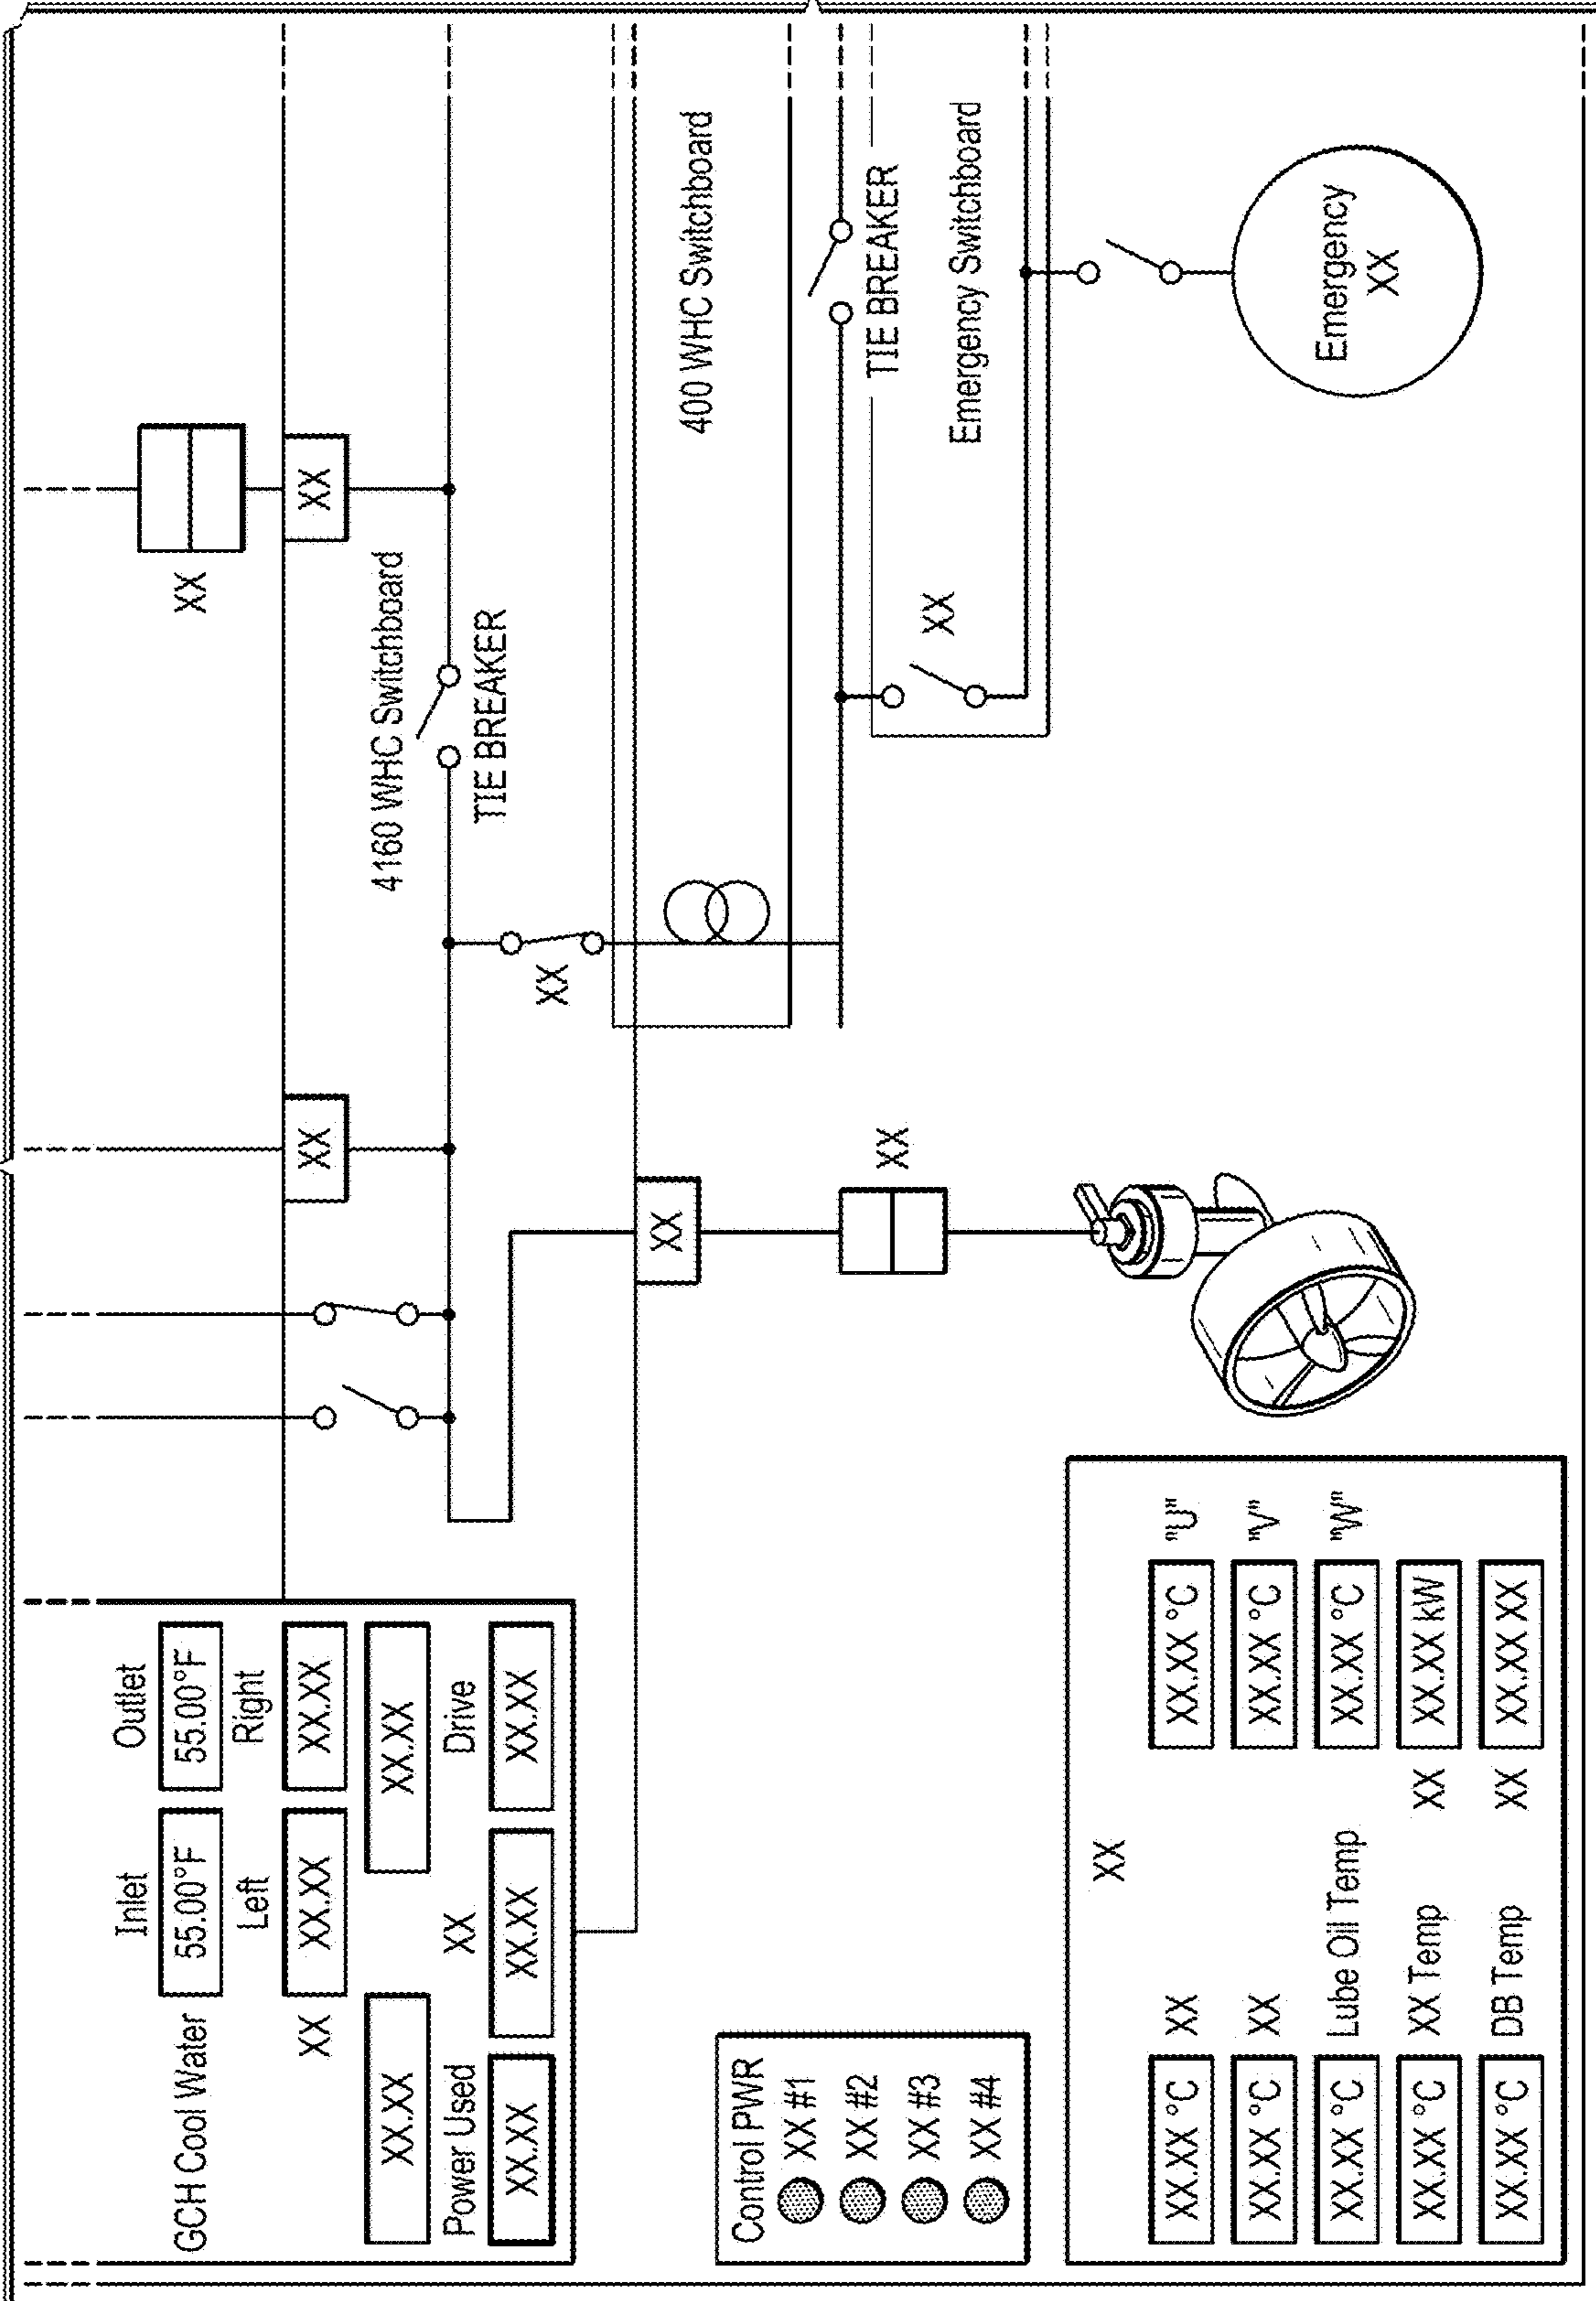 GCH Cool Water
Inlet
Outlet
55.00°F
55.00°F
Left
Right
XX
XX.XX
XX.XX
XX.XX
XX.XX
Power Used
XX
Drive
XX.XX
XX.XX
XX.XX
XX
XX
XX
4160 WHC Switchboard
TIE BREAKER
XX
XX
400 WHC Switchboard
XX
TIE BREAKER
XX
Emergency Switchboard
Emergency
XX
Control PWR
XX #1
XX #2
XX #3
XX #4
XX
XX.XX °C XX XX.XX °C "U"
XX.XX °C XX XX.XX °C "V"
XX.XX °C Lube Oil Temp XX.XX °C "W"
XX.XX °C XX Temp XX XX.XX kW
XX.XX °C DB Temp XX XX.XX XX